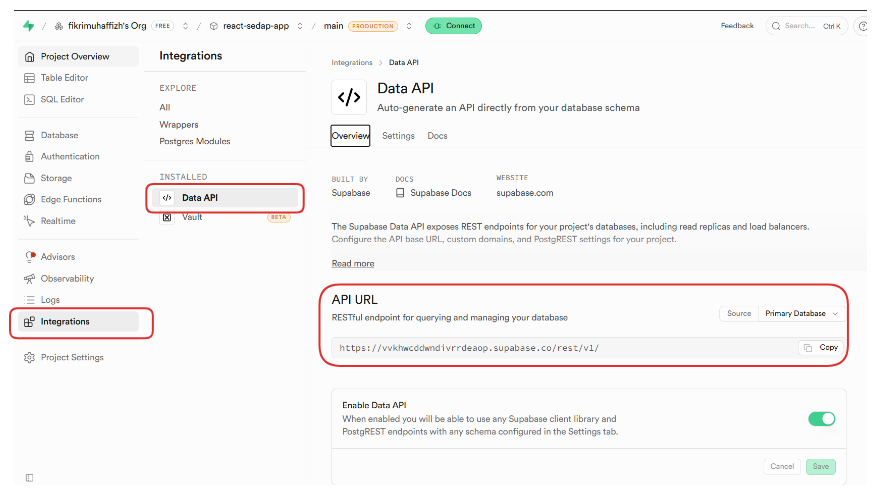 fikrimuhaffizh's Org FREE / react-sedap-app / main PRODUCTION Connect Feedback Search... Ctrl K
Project Overview
Table Editor
SQL Editor
Database
Authentication
Storage
Edge Functions
Realtime
Advisors
Observability
Logs
Integrations
Project Settings
Integrations
EXPLORE
All
Wrappers
Postgres Modules
INSTALLED
Data API
Vault BETA
Integrations > Data API
Data API
Auto-generate an API directly from your database schema
Overview Settings Docs
BUILT BY DOCS WEBSITE
Supabase Supabase Docs supabase.com
The Supabase Data API exposes REST endpoints for your project's databases, including read replicas and load balancers.
Configure the API base URL, custom domains, and PostgREST settings for your project.
Read more
API URL
RESTful endpoint for querying and managing your database
Source Primary Database
https://vvkhwcddwndivrrdeaop.supabase.co/rest/v1/ Copy
Enable Data API
When enabled you will be able to use any Supabase client library and
PostgREST endpoints with any schema configured in the Settings tab.
Cancel Save